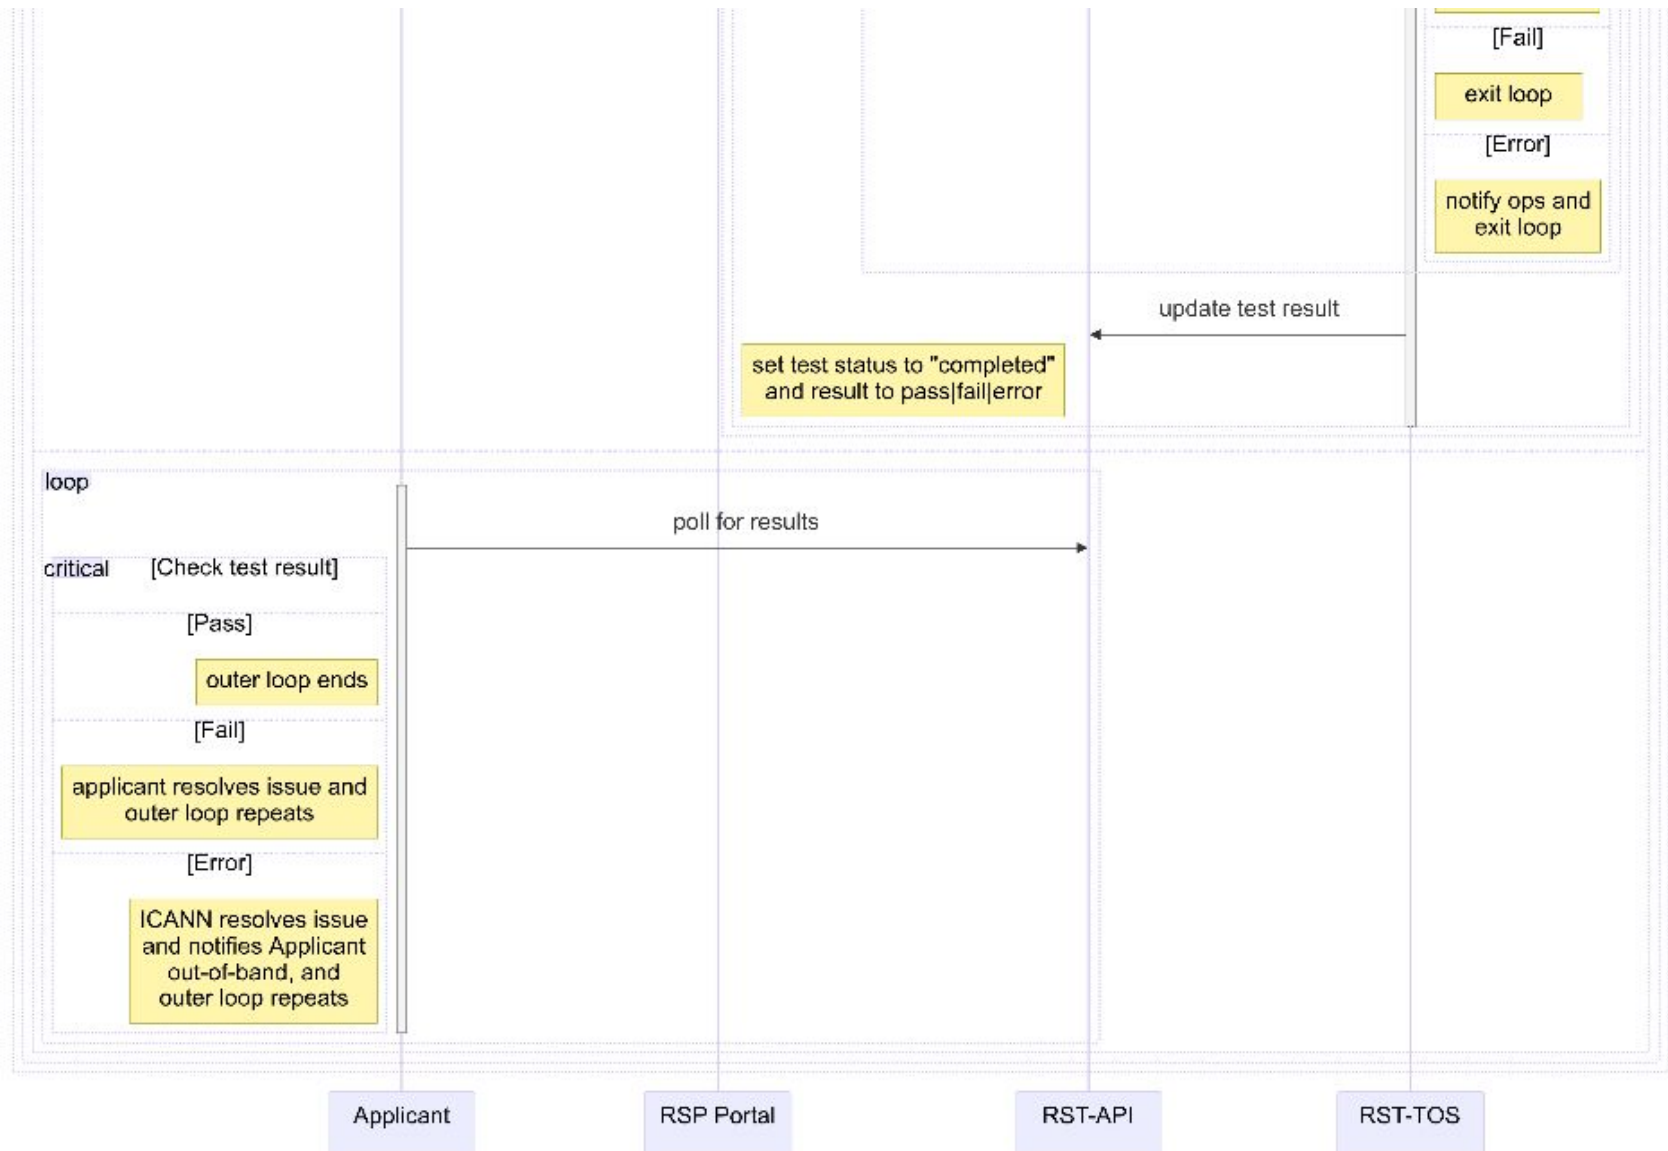 [Fail]
exit loop
[Error]
notify ops and
exit loop
update test result
set test status to "completed"
and result to pass|fail|error
loop
poll for results
critical
[Check test result]
[Pass]
outer loop ends
[Fail]
applicant resolves issue and
outer loop repeats
[Error]
ICANN resolves issue
and notifies Applicant
out-of-band, and
outer loop repeats
Applicant
RSP Portal
RST-API
RST-TOS